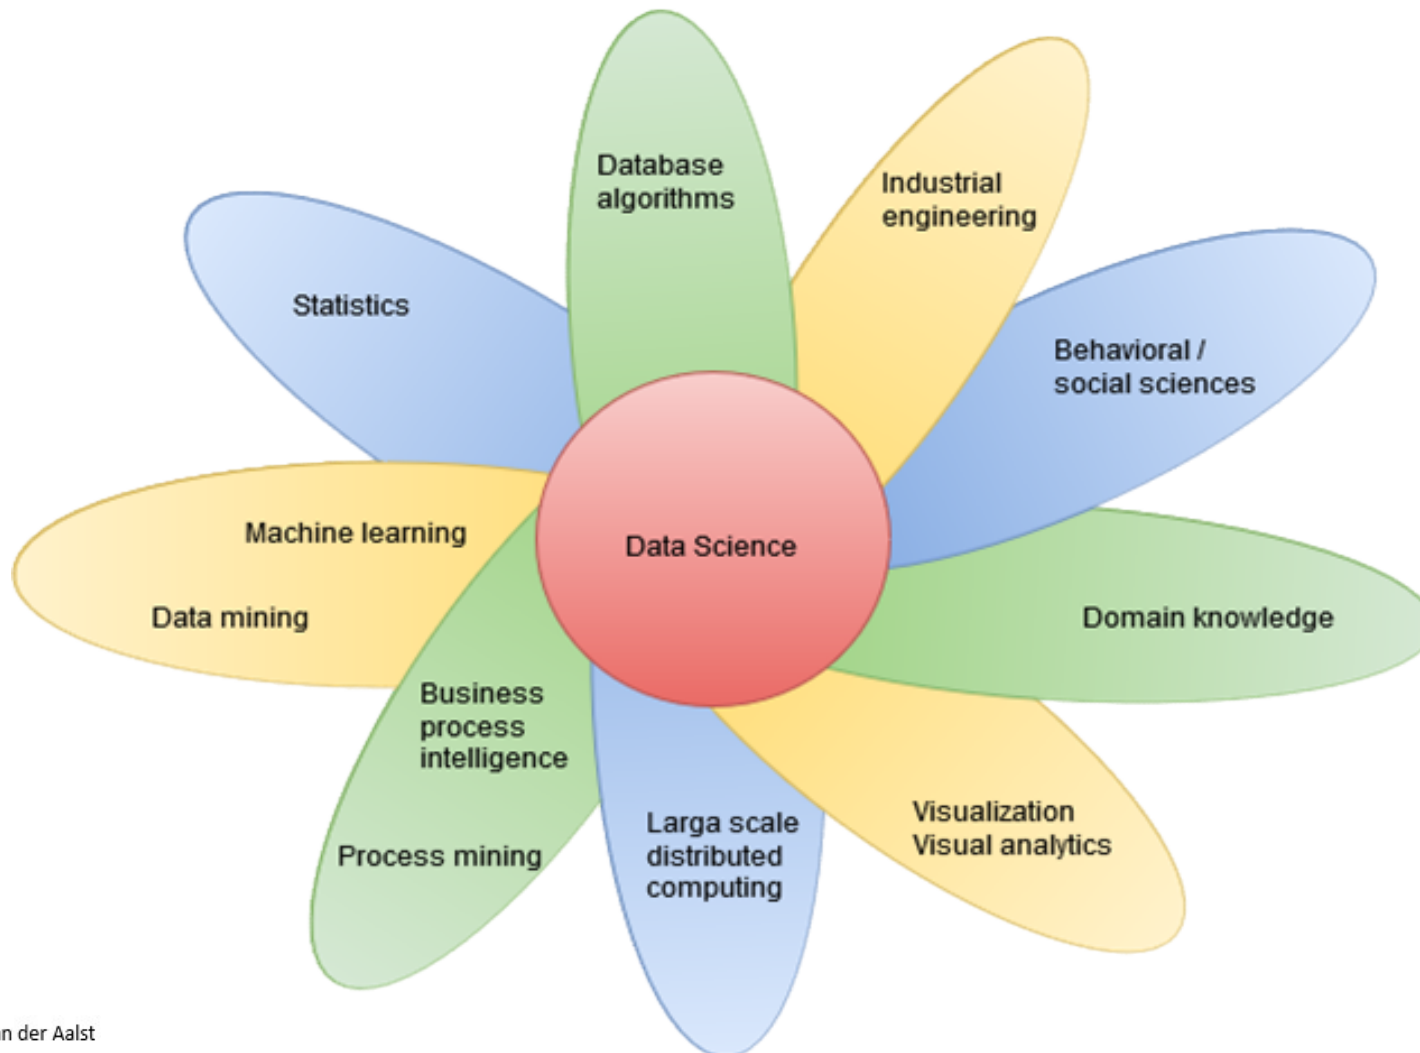 Database
algorithms
Industrial
engineering
Statistics
Behavioral /
social sciences
Machine learning
Data Science
Data mining
Domain knowledge
Business
process
intelligence
Process mining
Larga scale
distributed
computing
Visualization
Visual analytics
der Aalst